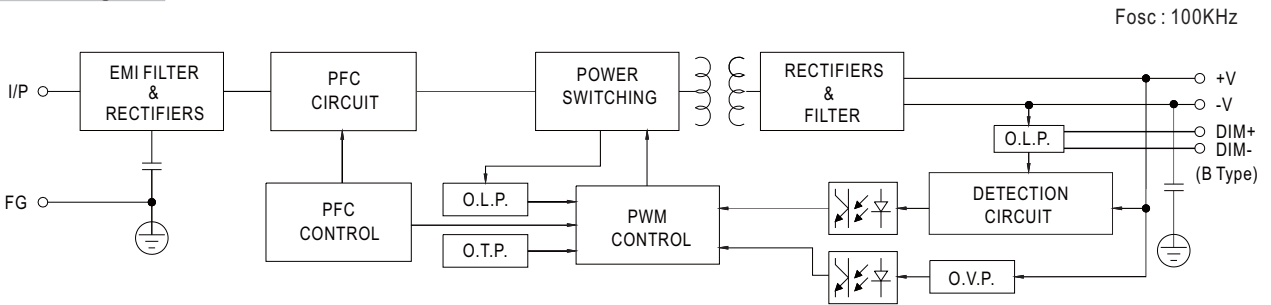 Fosc : 100KHz
I/P
EMI FILTER
&
RECTIFIERS
PFC
CIRCUIT
POWER
SWITCHING
RECTIFIERS
&
FILTER
+V
-V
O.L.P.
DIM+
DIM-
(B Type)
FG
PFC
CONTROL
O.L.P.
O.T.P.
PWM
CONTROL
DETECTION
CIRCUIT
O.V.P.